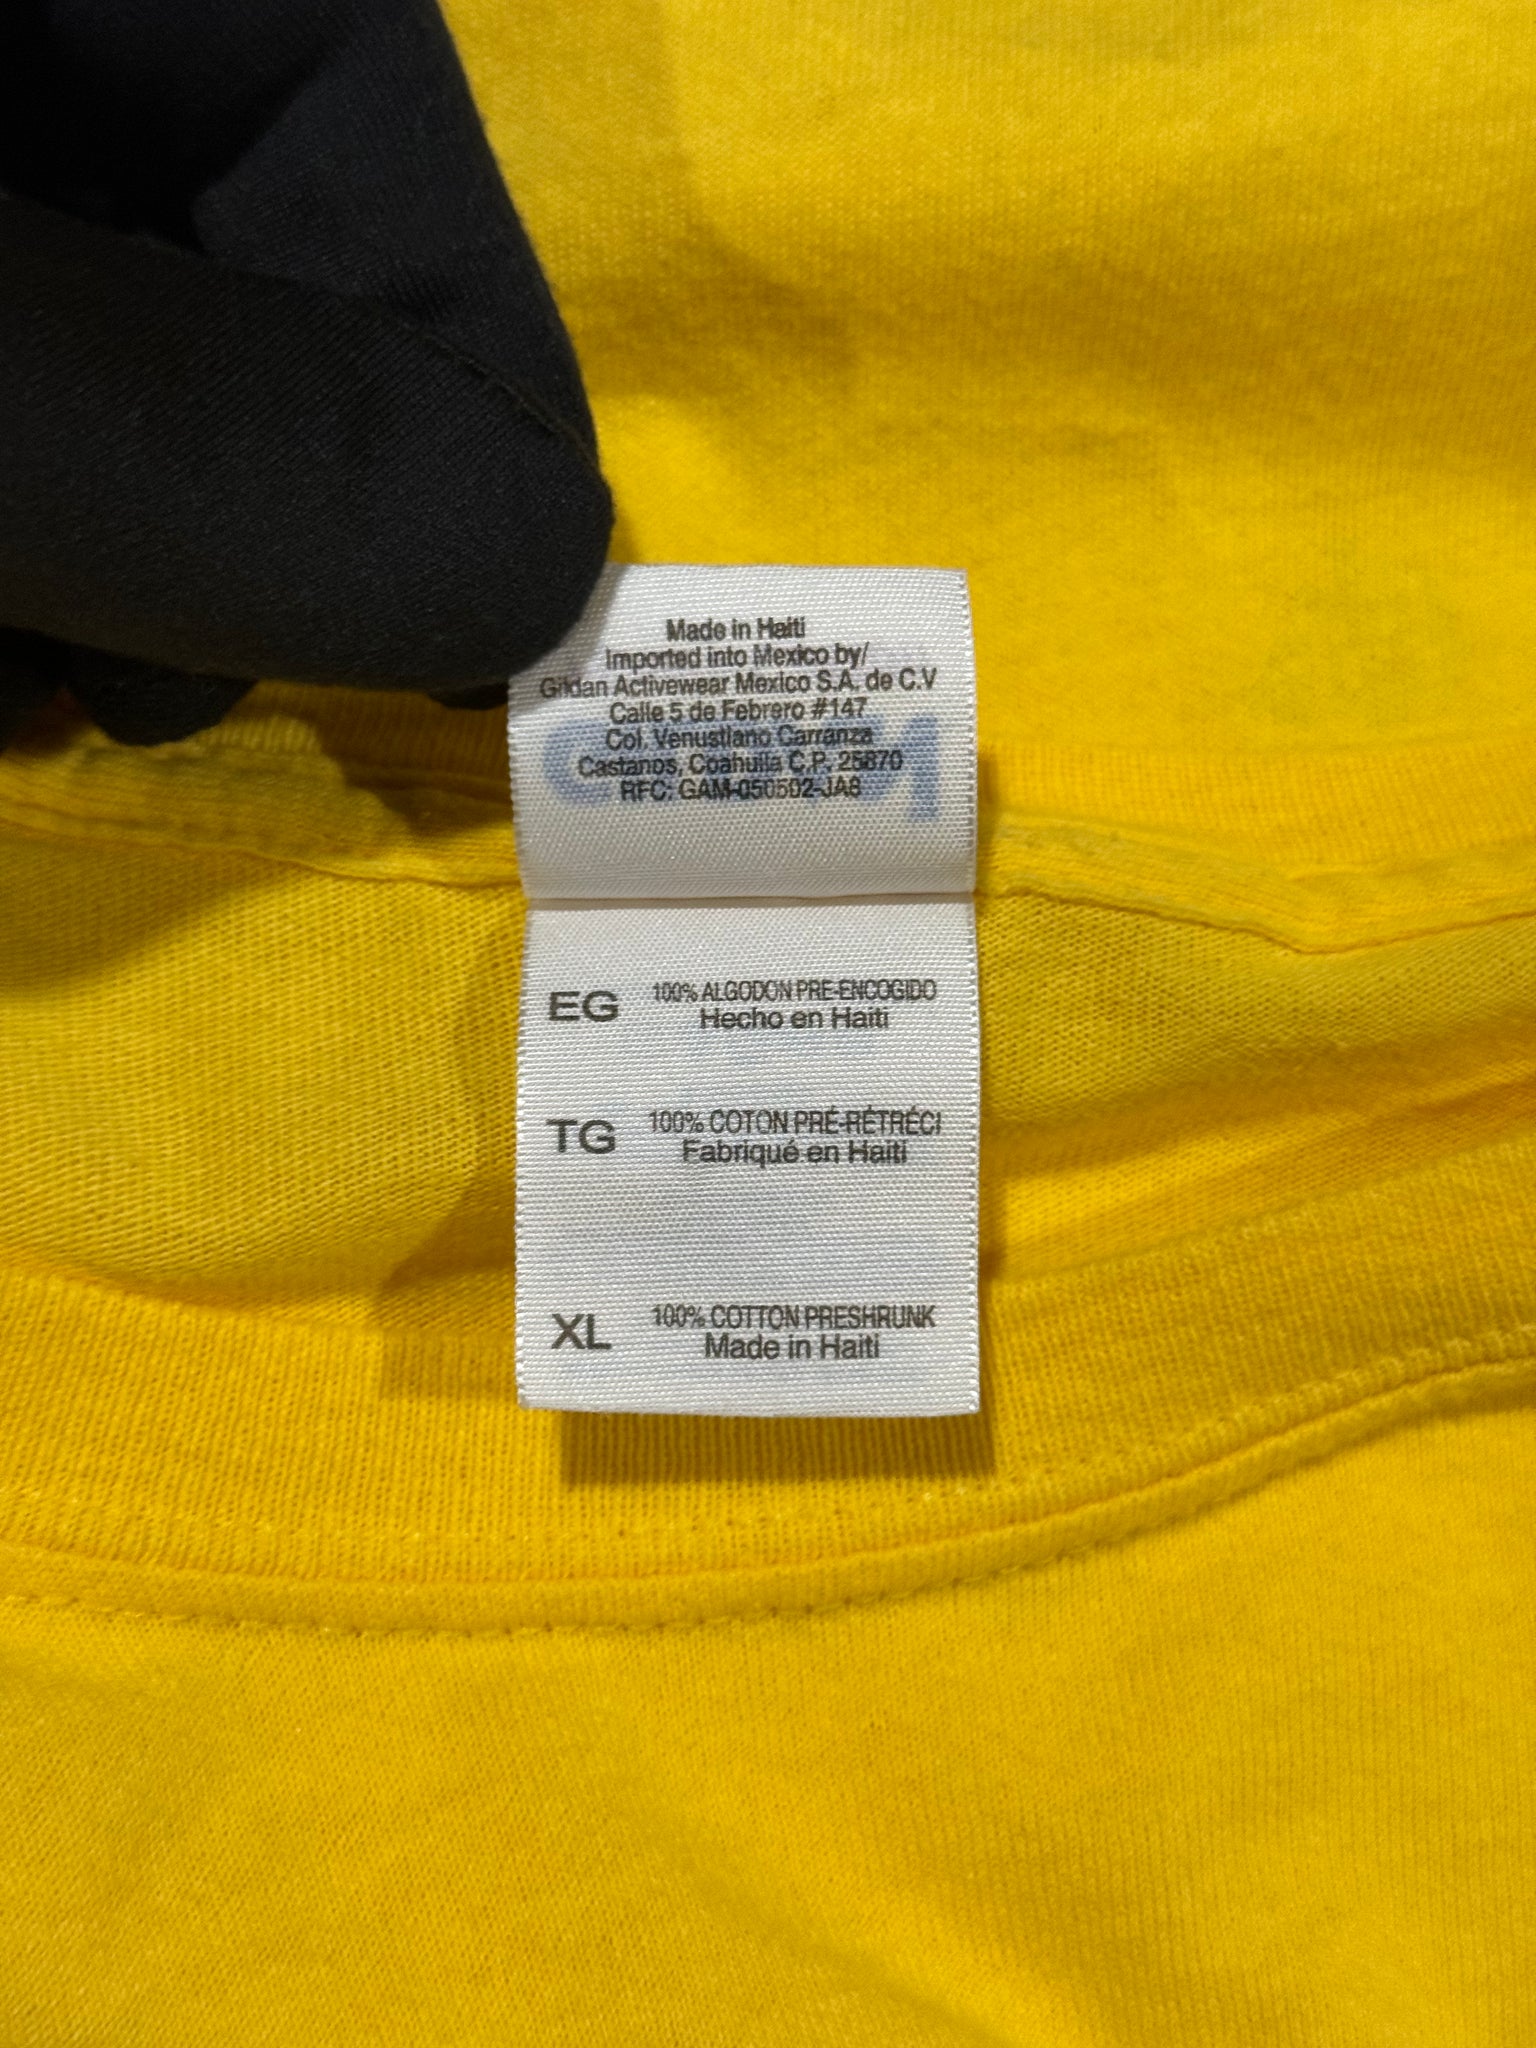 Made in Haiti
Imported into Mexico by/
Gildan Activewear Mexico S.A. de C.V
Calle 5 de Febrero #147
Col. Venustiano Carranza
Castanos, Coahuila C.P. 25870
RFC: GAM-050502-JA8
EG 100% ALGODON PRE-ENCOGIDO
Hecho en Haiti
TG 100% COTON PRÉ-RÉTRÉCI
Fabriqué en Haiti
XL 100% COTTON PRESHRUNK
Made in Haiti